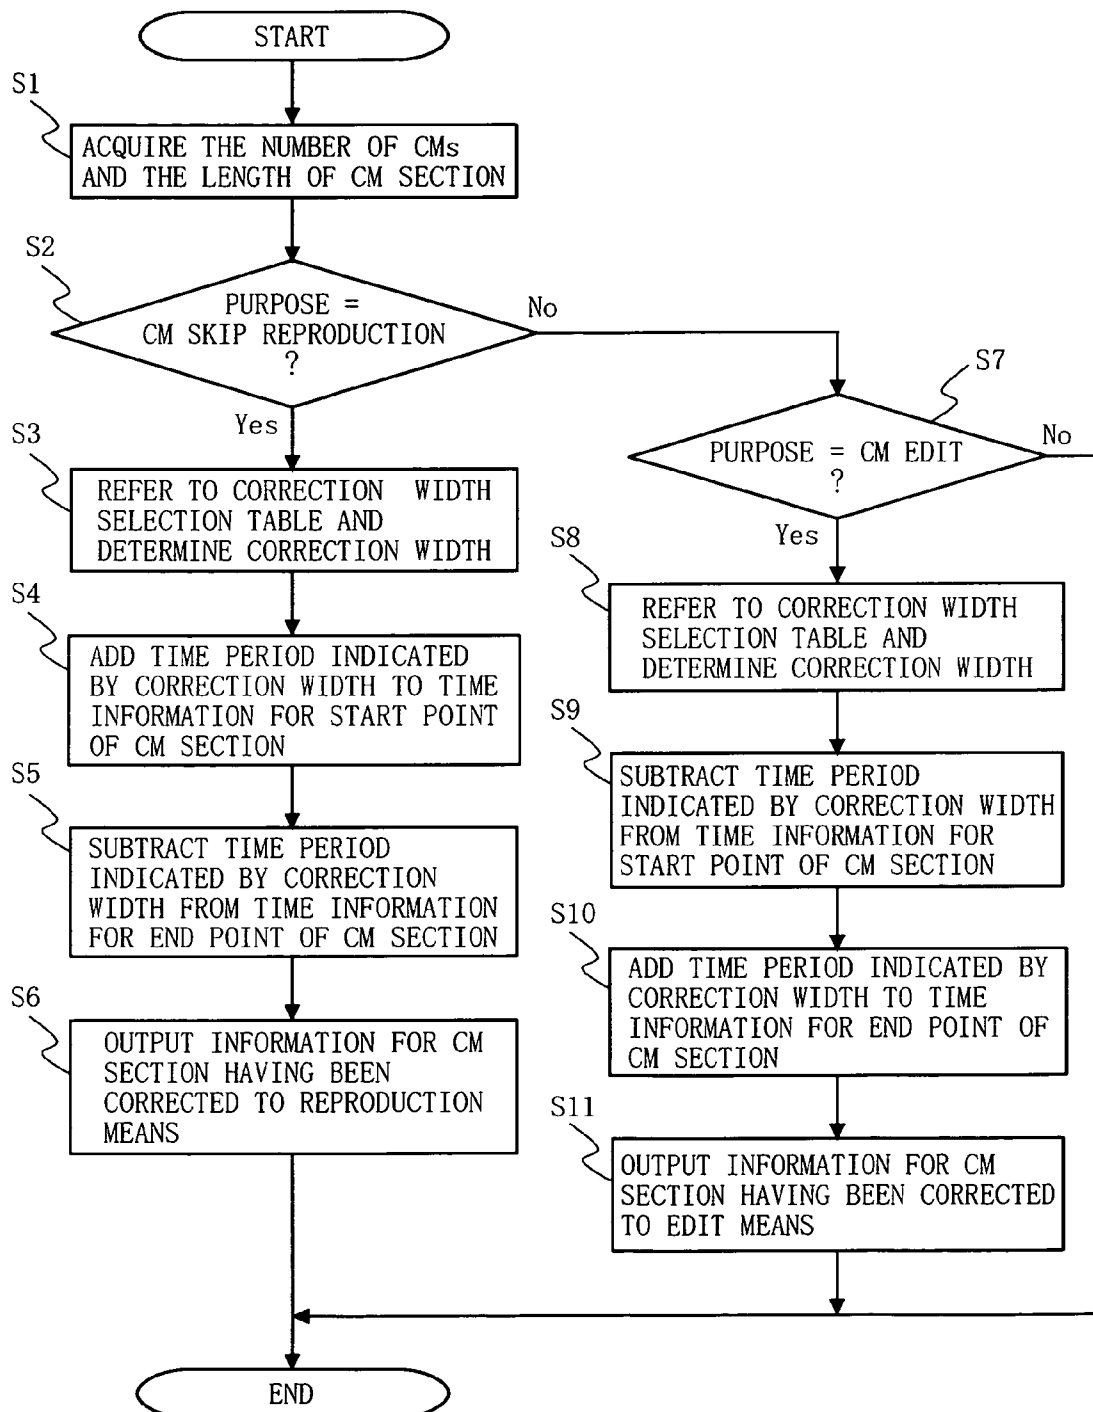 START
S1
ACQUIRE THE NUMBER OF CMs
AND THE LENGTH OF CM SECTION
S2
PURPOSE =
CM SKIP REPRODUCTION
?
No
Yes
S3
REFER TO CORRECTION WIDTH
SELECTION TABLE AND
DETERMINE CORRECTION WIDTH
S4
ADD TIME PERIOD INDICATED
BY CORRECTION WIDTH TO TIME
INFORMATION FOR START POINT
OF CM SECTION
S5
SUBTRACT TIME PERIOD
INDICATED BY CORRECTION
WIDTH FROM TIME INFORMATION
FOR END POINT OF CM SECTION
S6
OUTPUT INFORMATION FOR CM
SECTION HAVING BEEN
CORRECTED TO REPRODUCTION
MEANS
S7
PURPOSE = CM EDIT
?
No
Yes
S8
REFER TO CORRECTION WIDTH
SELECTION TABLE AND
DETERMINE CORRECTION WIDTH
S9
SUBTRACT TIME PERIOD
INDICATED BY CORRECTION WIDTH
FROM TIME INFORMATION FOR
START POINT OF CM SECTION
S10
ADD TIME PERIOD INDICATED BY
CORRECTION WIDTH TO TIME
INFORMATION FOR END POINT OF
CM SECTION
S11
OUTPUT INFORMATION FOR CM
SECTION HAVING BEEN CORRECTED
TO EDIT MEANS
END